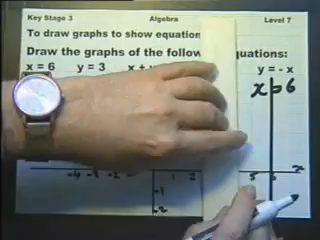 Key Stage 3 Algebra Level 7
To draw graphs to show equation
Draw the graphs of the follow quations:
x = 6 y = 3 x + y = - x
x = 6
-4 -3 -2 1 2 5
-1
-2